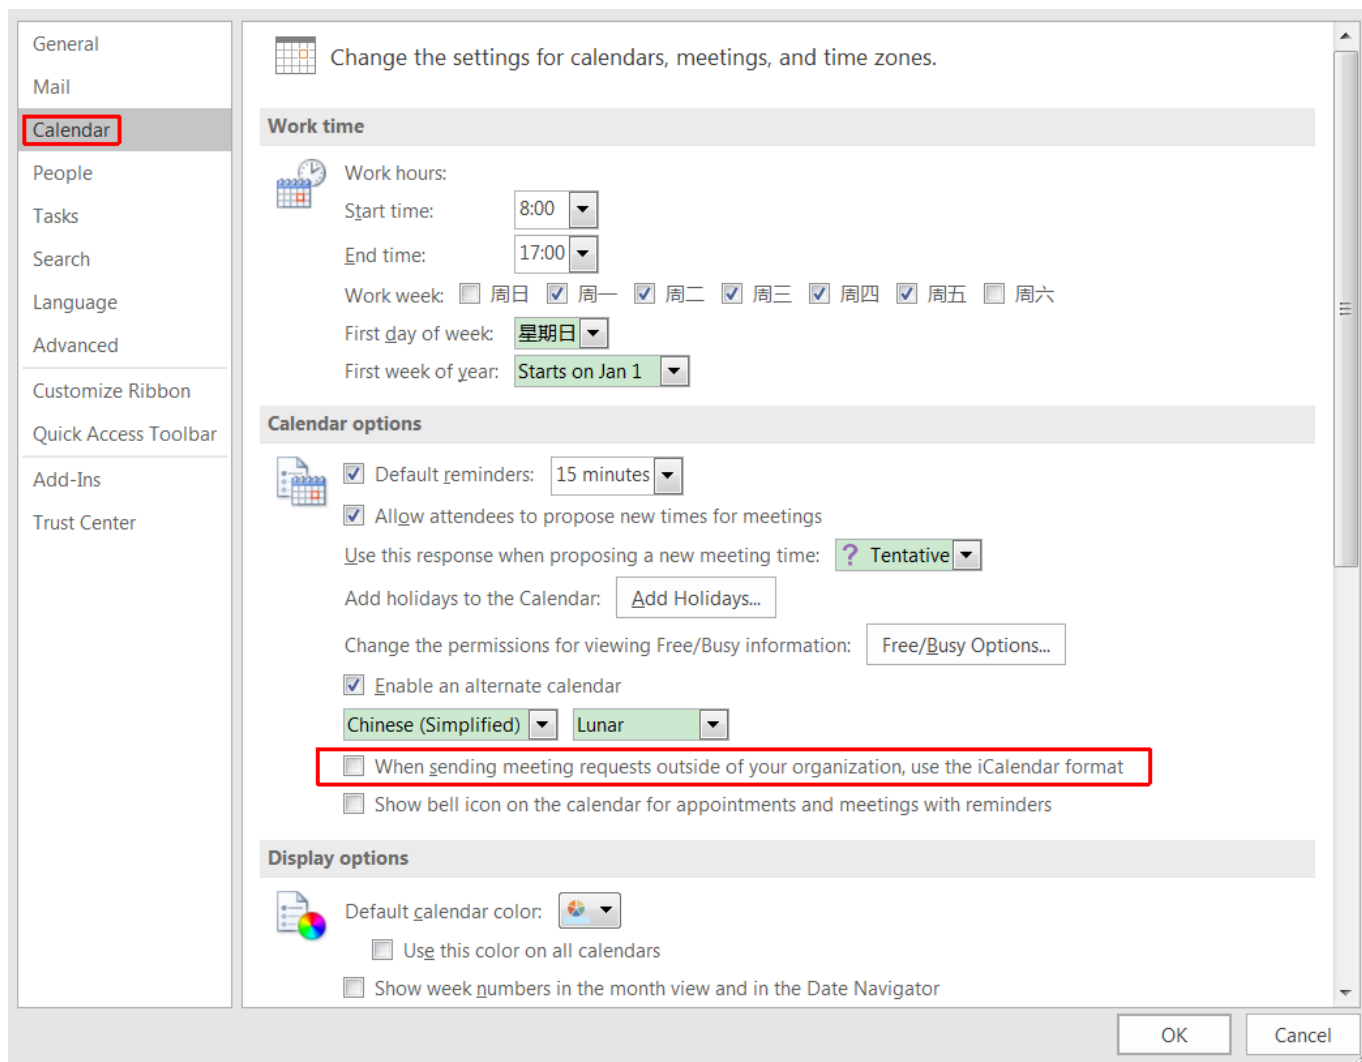 General
Mail
Calendar
People
Tasks
Search
Language
Advanced
Customize Ribbon
Quick Access Toolbar
Add-Ins
Trust Center
Change the settings for calendars, meetings, and time zones.
Work time
Work hours:
Start time: 8:00
End time: 17:00
Work week: 周日 周一 周二 周三 周四 周五 周六
First day of week: 星期日
First week of year: Starts on Jan 1
Calendar options
Default reminders: 15 minutes
Allow attendees to propose new times for meetings
Use this response when proposing a new meeting time: ? Tentative
Add holidays to the Calendar: Add Holidays...
Change the permissions for viewing Free/Busy information: Free/Busy Options...
Enable an alternate calendar
Chinese (Simplified) Lunar
When sending meeting requests outside of your organization, use the iCalendar format
Show bell icon on the calendar for appointments and meetings with reminders
Display options
Default calendar color:
Use this color on all calendars
Show week numbers in the month view and in the Date Navigator
OK Cancel